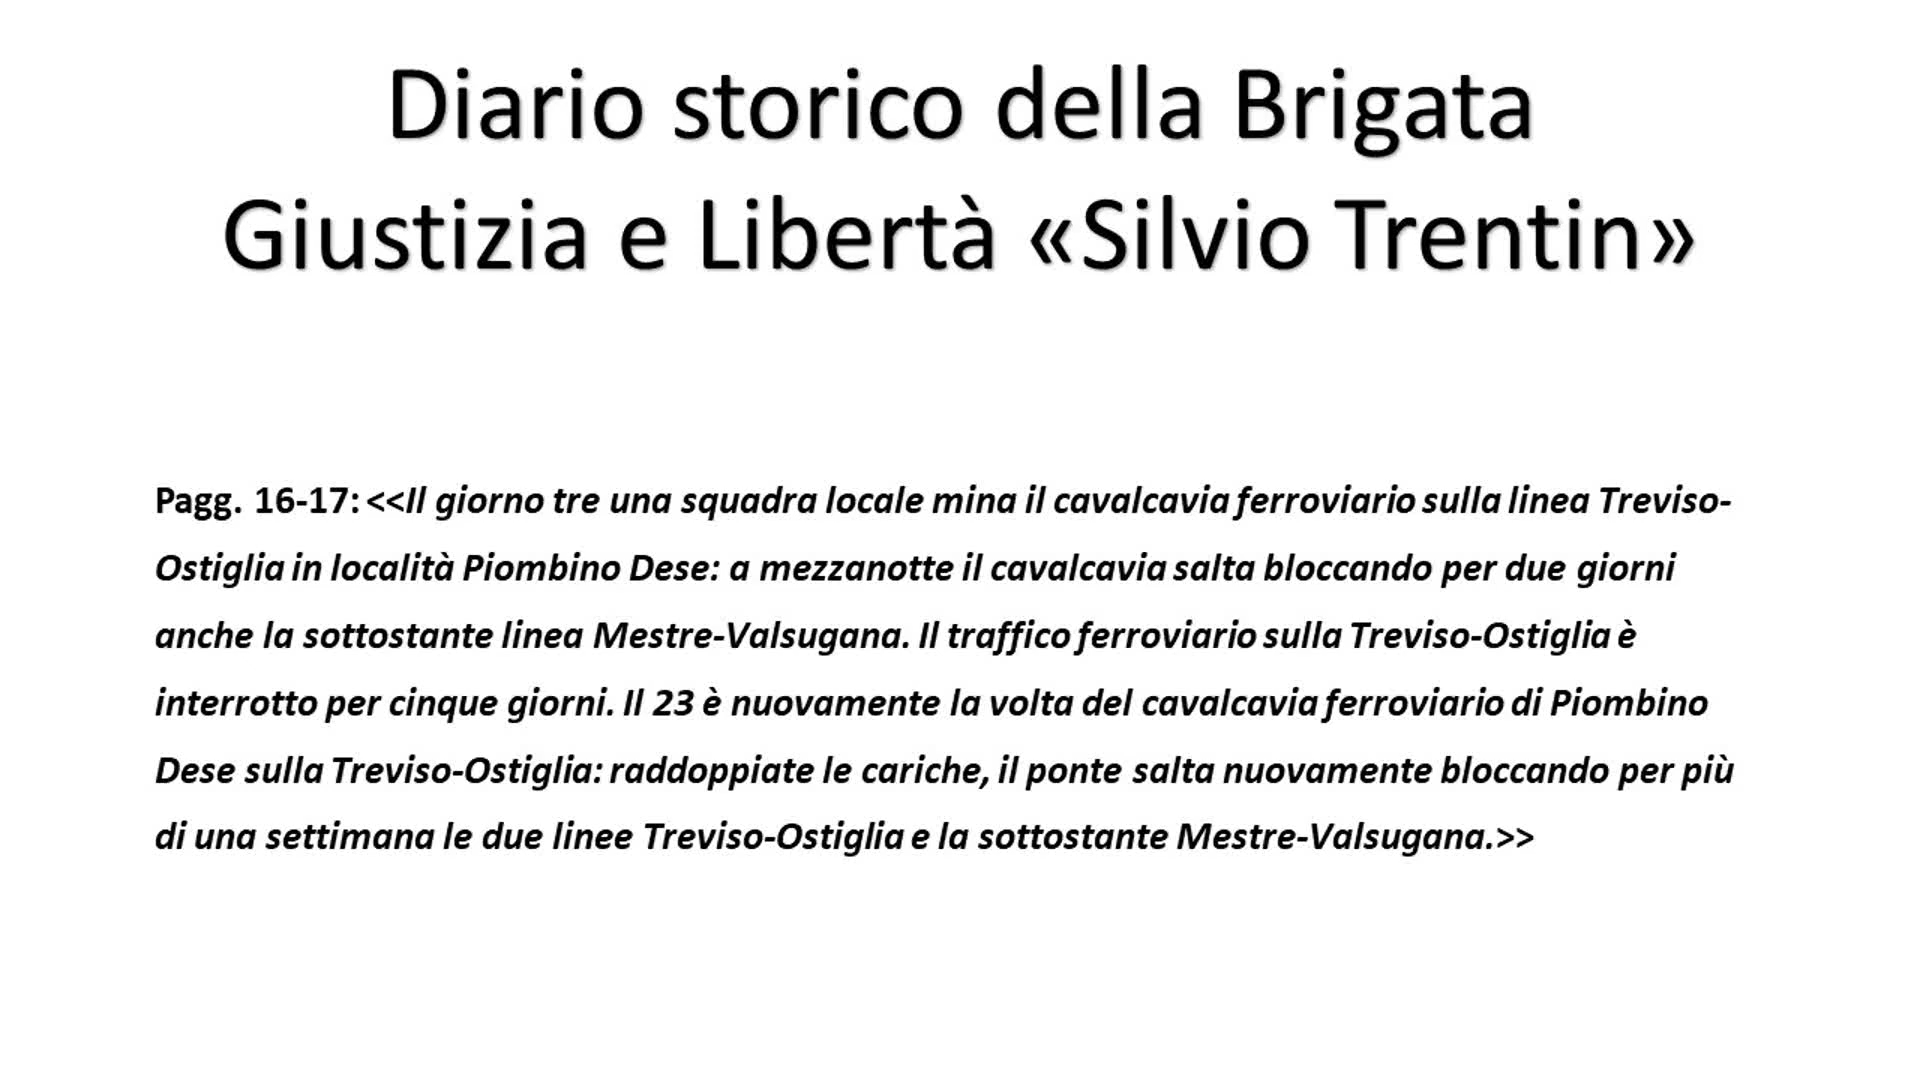 Diario storico della Brigata
Giustizia e Libertà «Silvio Trentin»
Pagg. 16-17: <<Il giorno tre una squadra locale mina il cavalcavia ferroviario sulla linea Treviso-
Ostiglia in località Piombino Dese: a mezzanotte il cavalcavia salta bloccando per due giorni
anche la sottostante linea Mestre-Valsugana. Il traffico ferroviario sulla Treviso-Ostiglia è
interrotto per cinque giorni. Il 23 è nuovamente la volta del cavalcavia ferroviario di Piombino
Dese sulla Treviso-Ostiglia: raddoppiate le cariche, il ponte salta nuovamente bloccando per più
di una settimana le due linee Treviso-Ostiglia e la sottostante Mestre-Valsugana.>>